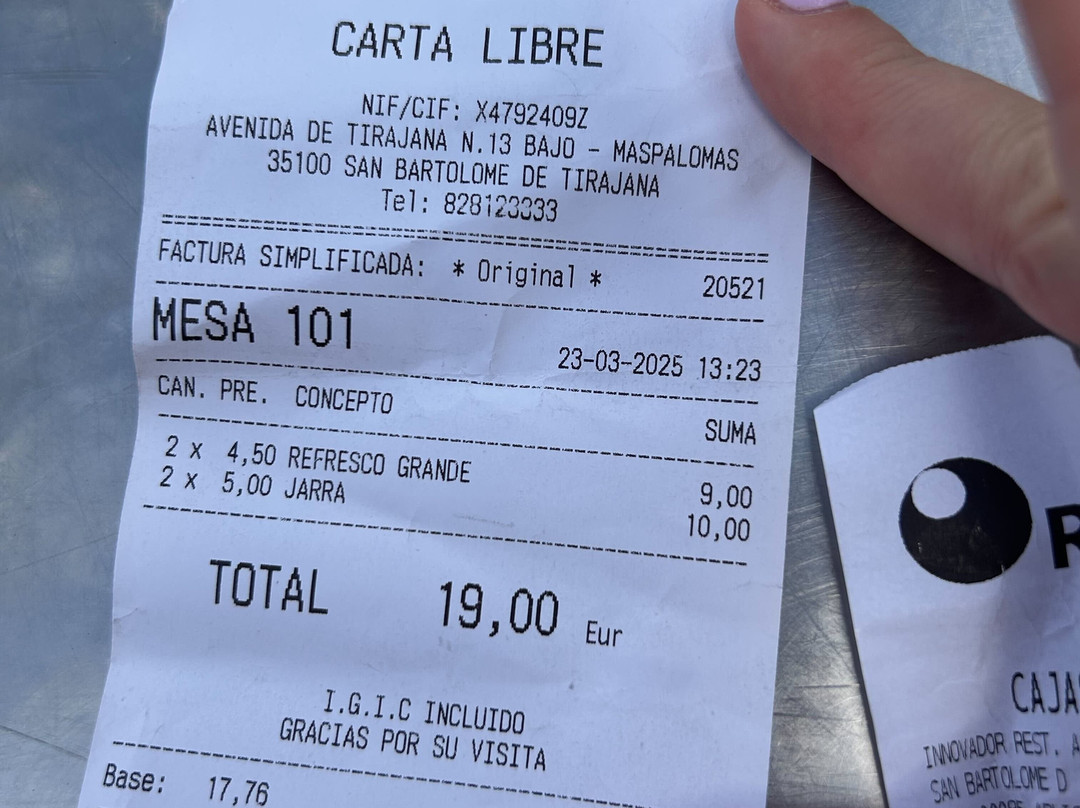 CARTA LIBRE
NIF/CIF: X4792409Z
AVENIDA DE TIRAJANA N.13 BAJO - MASPALOMAS
35100 SAN BARTOLOME DE TIRAJANA
Tel: 828123333
FACTURA SIMPLIFICADA: * Original * 20521
MESA 101 23-03-2025 13:23
CAN. PRE. CONCEPTO SUMA
2 x 4,50 REFRESCO GRANDE 9,00
2 x 5,00 JARRA 10,00
TOTAL 19,00 Eur
I.G.I.C INCLUIDO
GRACIAS POR SU VISITA
Base: 17,76
R
CAJA
INNOVADOR REST. A
SAN BARTOLOME D